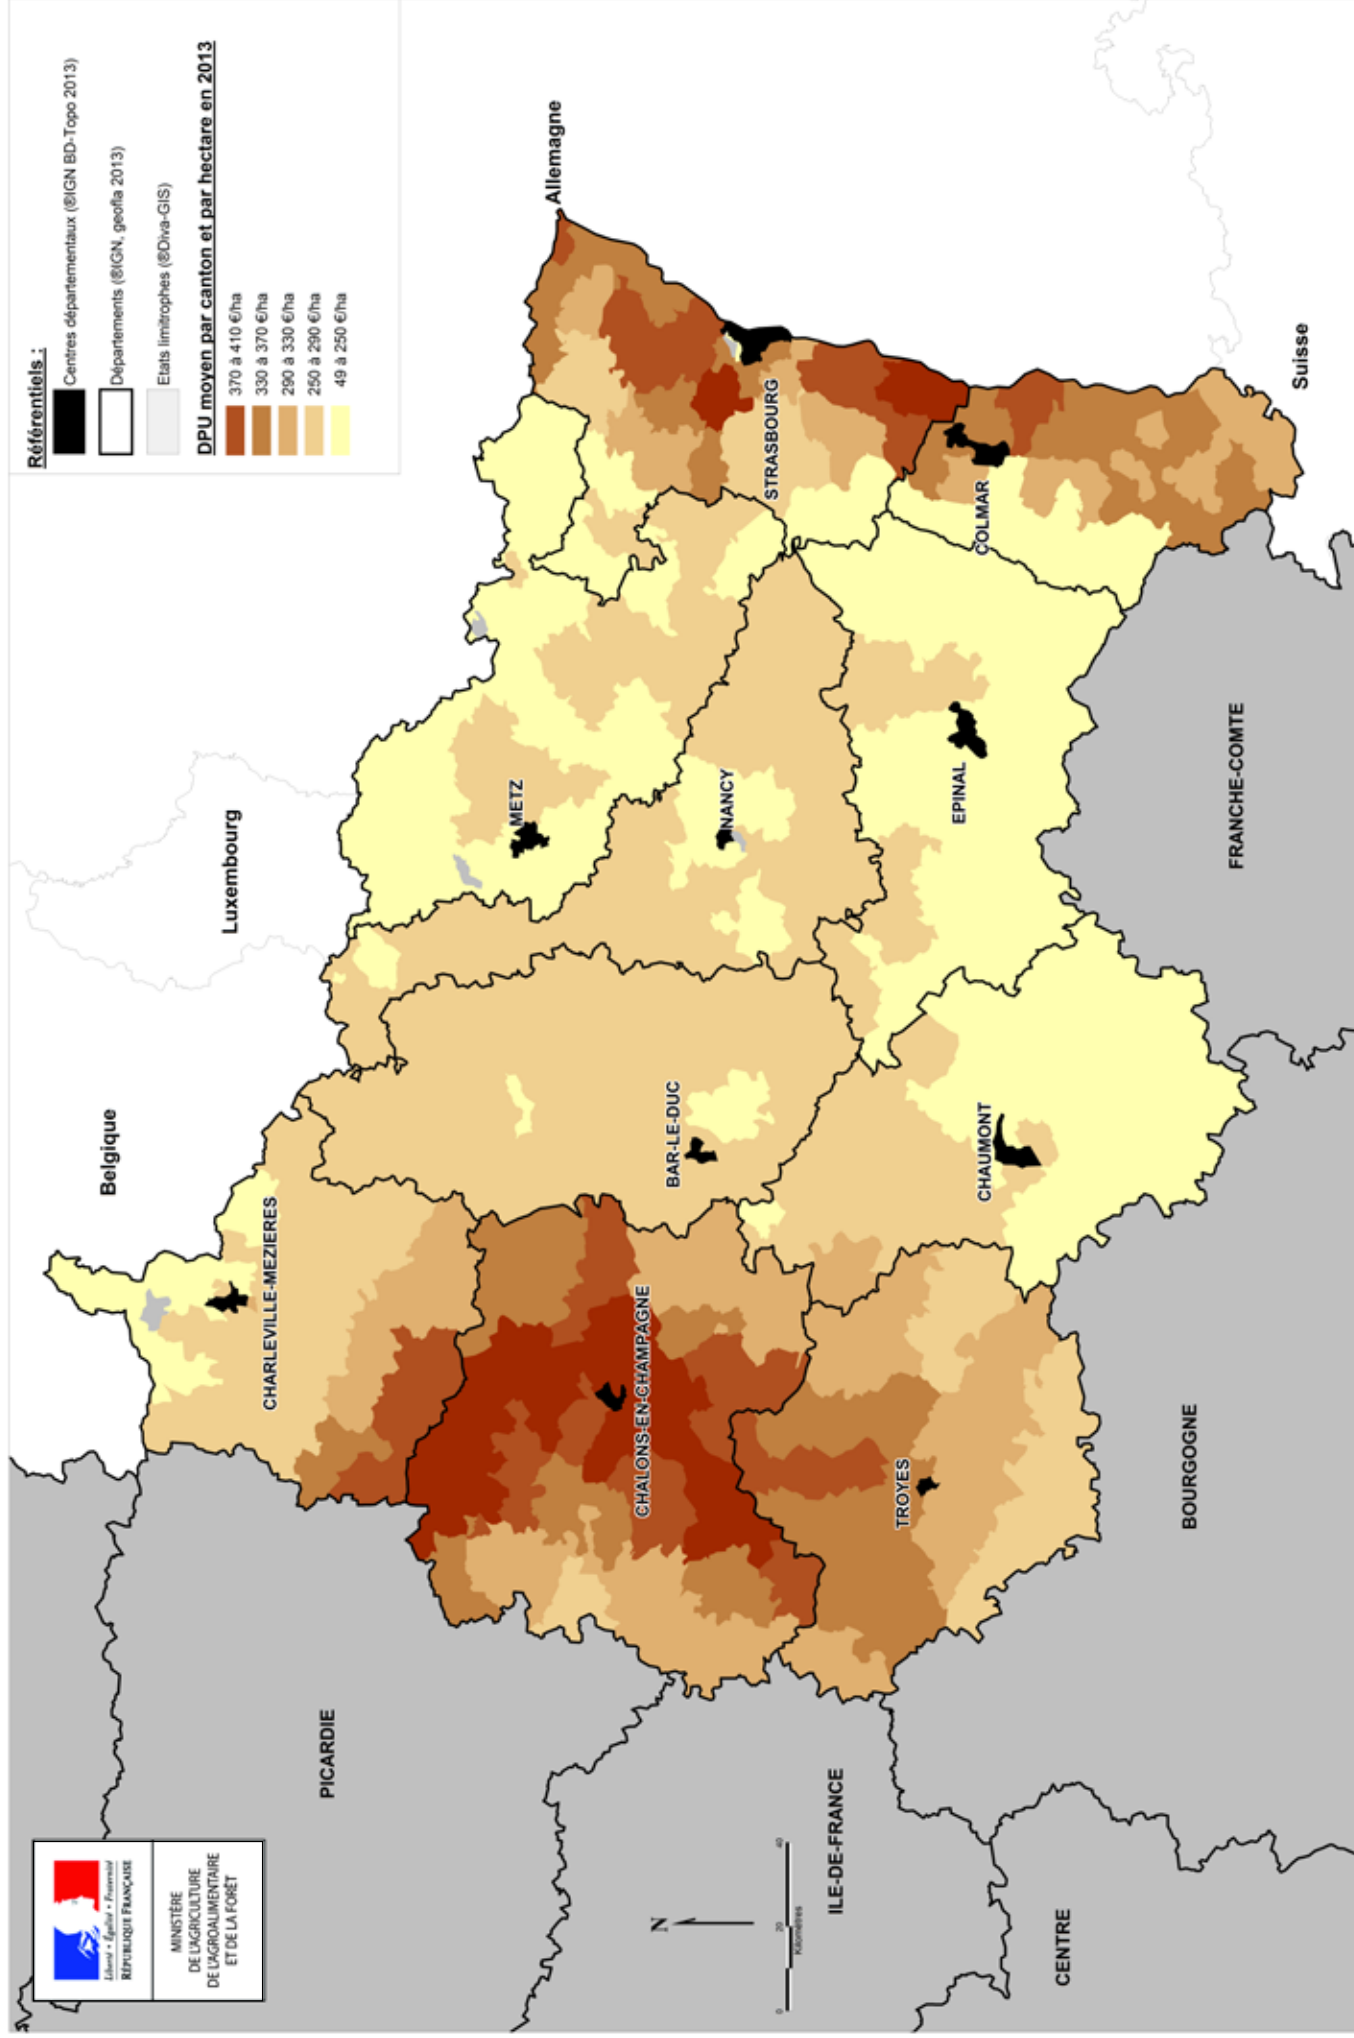 Liberté • Égalité • Fraternité
RÉPUBLIQUE FRANÇAISE
MINISTÈRE
DE L'AGRICULTURE
DE L'AGROALIMENTAIRE
ET DE LA FORÊT
Référentiels :
Centres départementaux (®IGN BD-Topo 2013)
Départements (®IGN, geofla 2013)
Etats limitrophes (®Diva-GIS)
DPU moyen par canton et par hectare en 2013
370 à 410 €/ha
330 à 370 €/ha
290 à 330 €/ha
250 à 290 €/ha
49 à 250 €/ha
Belgique
Luxembourg
Allemagne
Suisse
PICARDIE
CHARLEVILLE-MEZIERES
METZ
CHALONS-EN-CHAMPAGNE
BAR-LE-DUC
NANCY
STRASBOURG
ILE-DE-FRANCE
TROYES
CHAUMONT
EPINAL
COLMAR
CENTRE
BOURGOGNE
FRANCHE-COMTE
N
0 20 40
Kilomètres